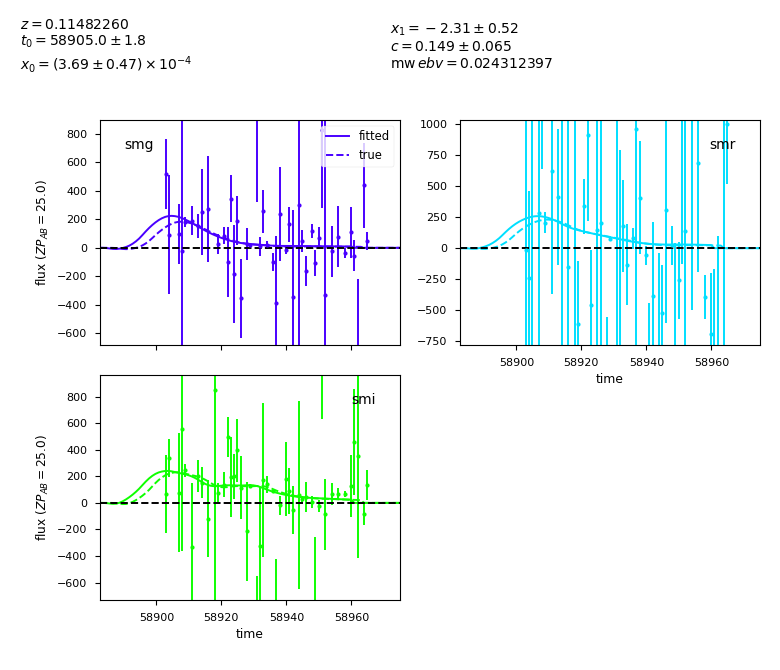 z = 0.11482260
t₀ = 58905.0 ± 1.8
x₀ = (3.69 ± 0.47) × 10⁻⁴
x₁ = −2.31 ± 0.52
c = 0.149 ± 0.065
mw ebv = 0.024312397
smg
fitted
true
flux (ZP_AB = 25.0)
800
600
400
200
0
−200
−400
−600
smr
1000
750
500
250
0
−250
−500
−750
58900
58920
58940
58960
time
smi
flux (ZP_AB = 25.0)
800
600
400
200
0
−200
−400
−600
58900
58920
58940
58960
time